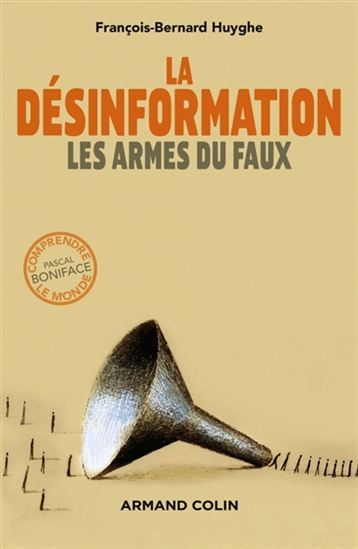 François-Bernard Huyghe
LA
DÉSINFORMATION
LES ARMES DU FAUX
COMPRENDRE
PASCAL
BONIFACE
LE MONDE
ARMAND COLIN